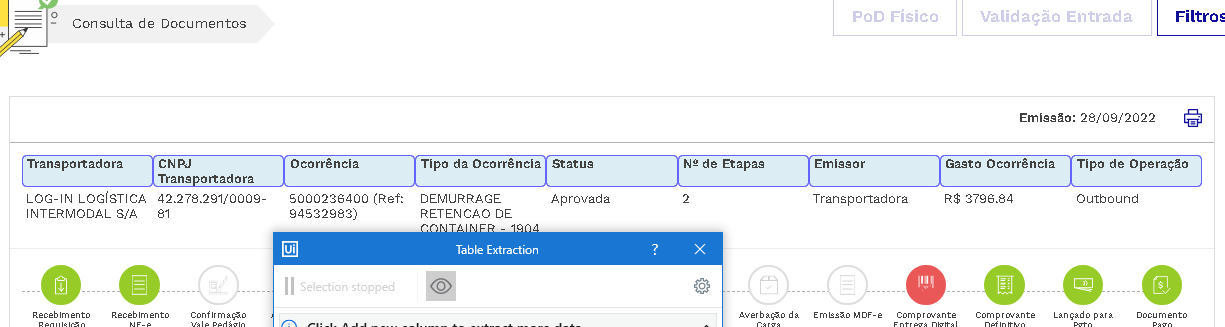 Consulta de Documentos
PoD Físico
Validação Entrada
Filtros
Emissão: 28/09/2022
Transportadora
CNPJ
Transportadora
Ocorrência
Tipo da Ocorrência
Status
Nº de Etapas
Emissor
Gasto Ocorrência
Tipo de Operação
LOG-IN LOGÍSTICA
INTERMODAL S/A
42.278.291/0009-
81
5000236400 (Ref:
94532983)
DEMURRAGE
RETENCAO DE
CONTAINER - 1904
Aprovada
2
Transportadora
R$ 3796.84
Outbound
Ui
Table Extraction
?
Selection stopped
Click Add new column to extract more data
Recebimento
Requisição
Recebimento
NF-e
Confirmação
Vale Pedágio
Averbação da
Carga
Emissão MDF-e
Comprovante
Entrega Digital
Comprovante
Definitivo
Lançado para
Pgto
Documento
Pago